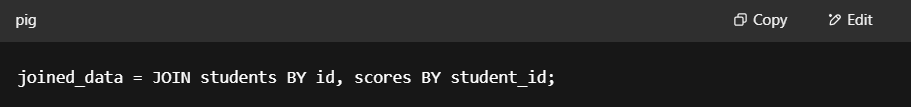 pig Copy Edit
joined_data = JOIN students BY id, scores BY student_id;